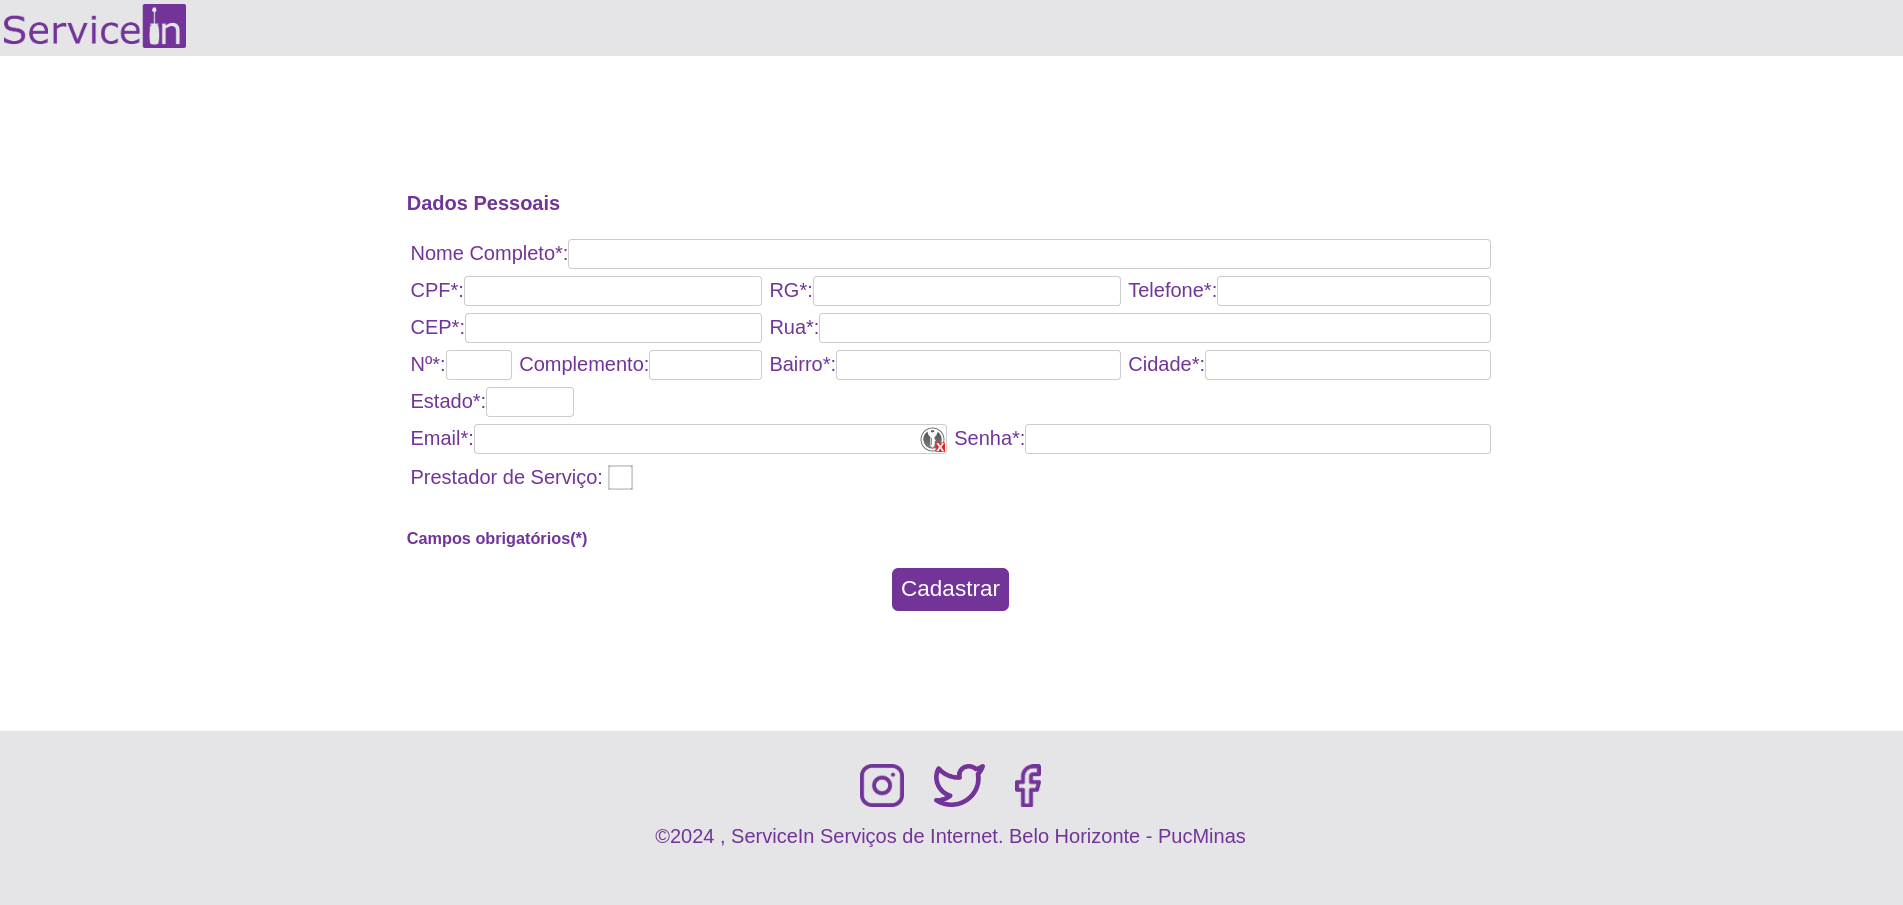 ServiceIn
Dados Pessoais
Nome Completo*:
CPF*: RG*: Telefone*:
CEP*: Rua*:
Nº*: Complemento: Bairro*: Cidade*:
Estado*:
Email*: Senha*:
Prestador de Serviço:
Campos obrigatórios(*)
Cadastrar
©2024 , ServiceIn Serviços de Internet. Belo Horizonte - PucMinas